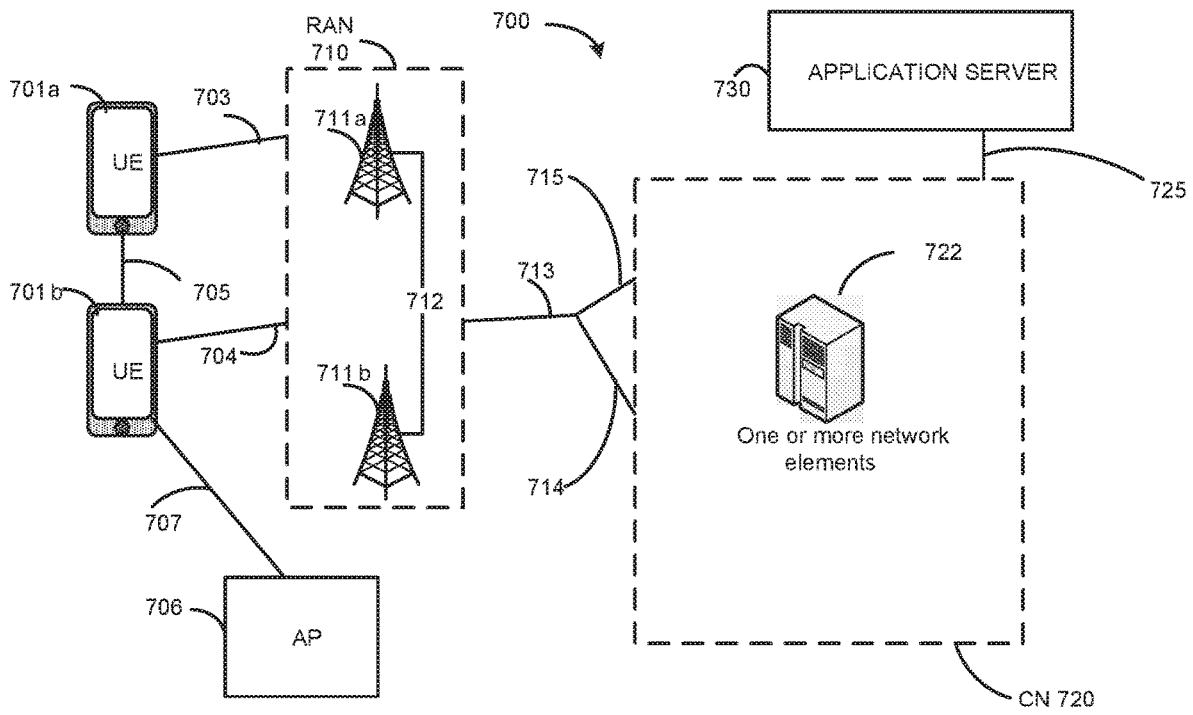 RAN
710
700
730
APPLICATION SERVER
701a
703
711a
UE
715
725
722
705
713
701b
712
704
UE
711b
One or more network
elements
714
707
706
AP
CN 720